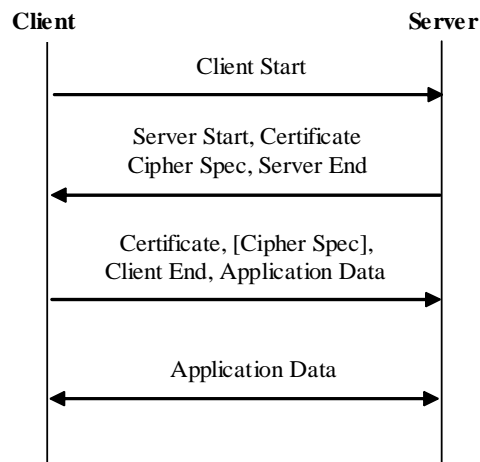 Client
Server
Client Start
Server Start, Certificate
Cipher Spec, Server End
Certificate, [Cipher Spec],
Client End, Application Data
Application Data